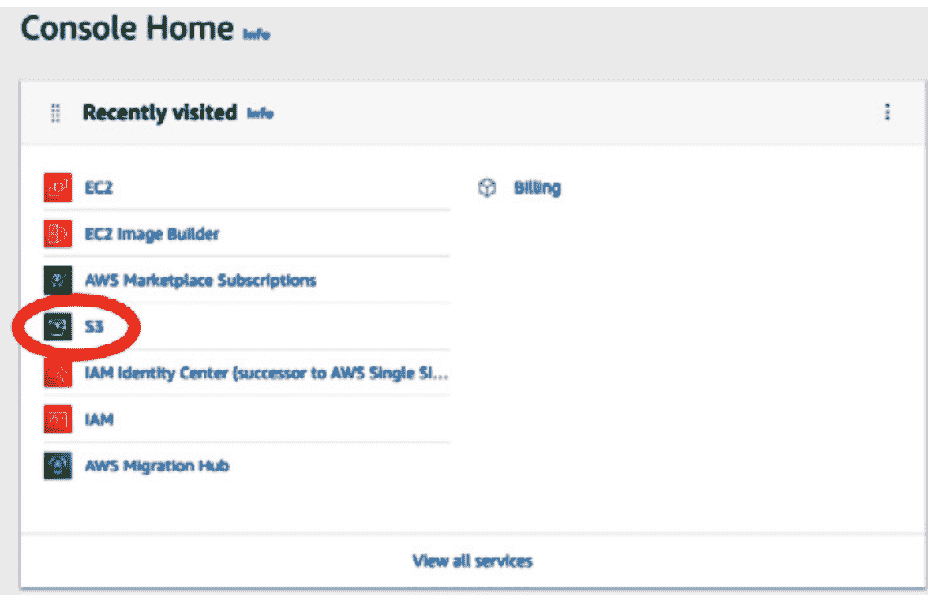 Console Home Info
Recently visited Info
EC2
EC2 Image Builder
AWS Marketplace Subscriptions
S3
IAM Identity Center (successor to AWS Single Si...
IAM
AWS Migration Hub
Billing
View all services